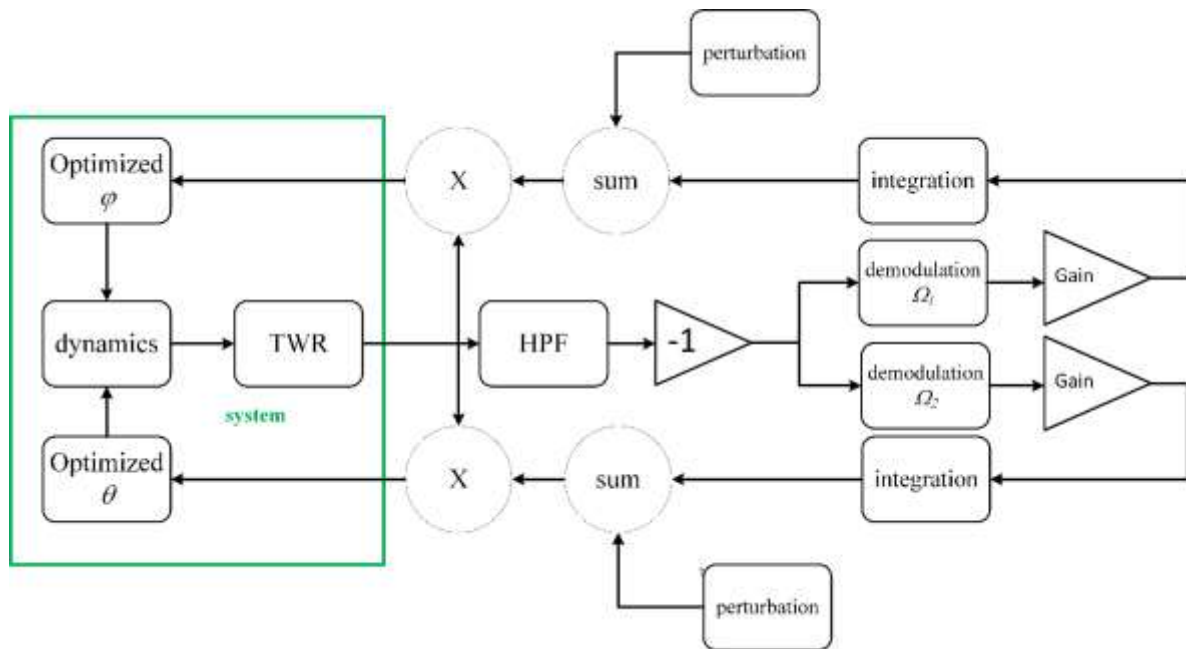 perturbation
Optimized
φ
X
sum
integration
demodulation
Ω1
Gain
dynamics
TWR
HPF
-1
demodulation
Ω2
Gain
system
Optimized
θ
X
sum
integration
perturbation